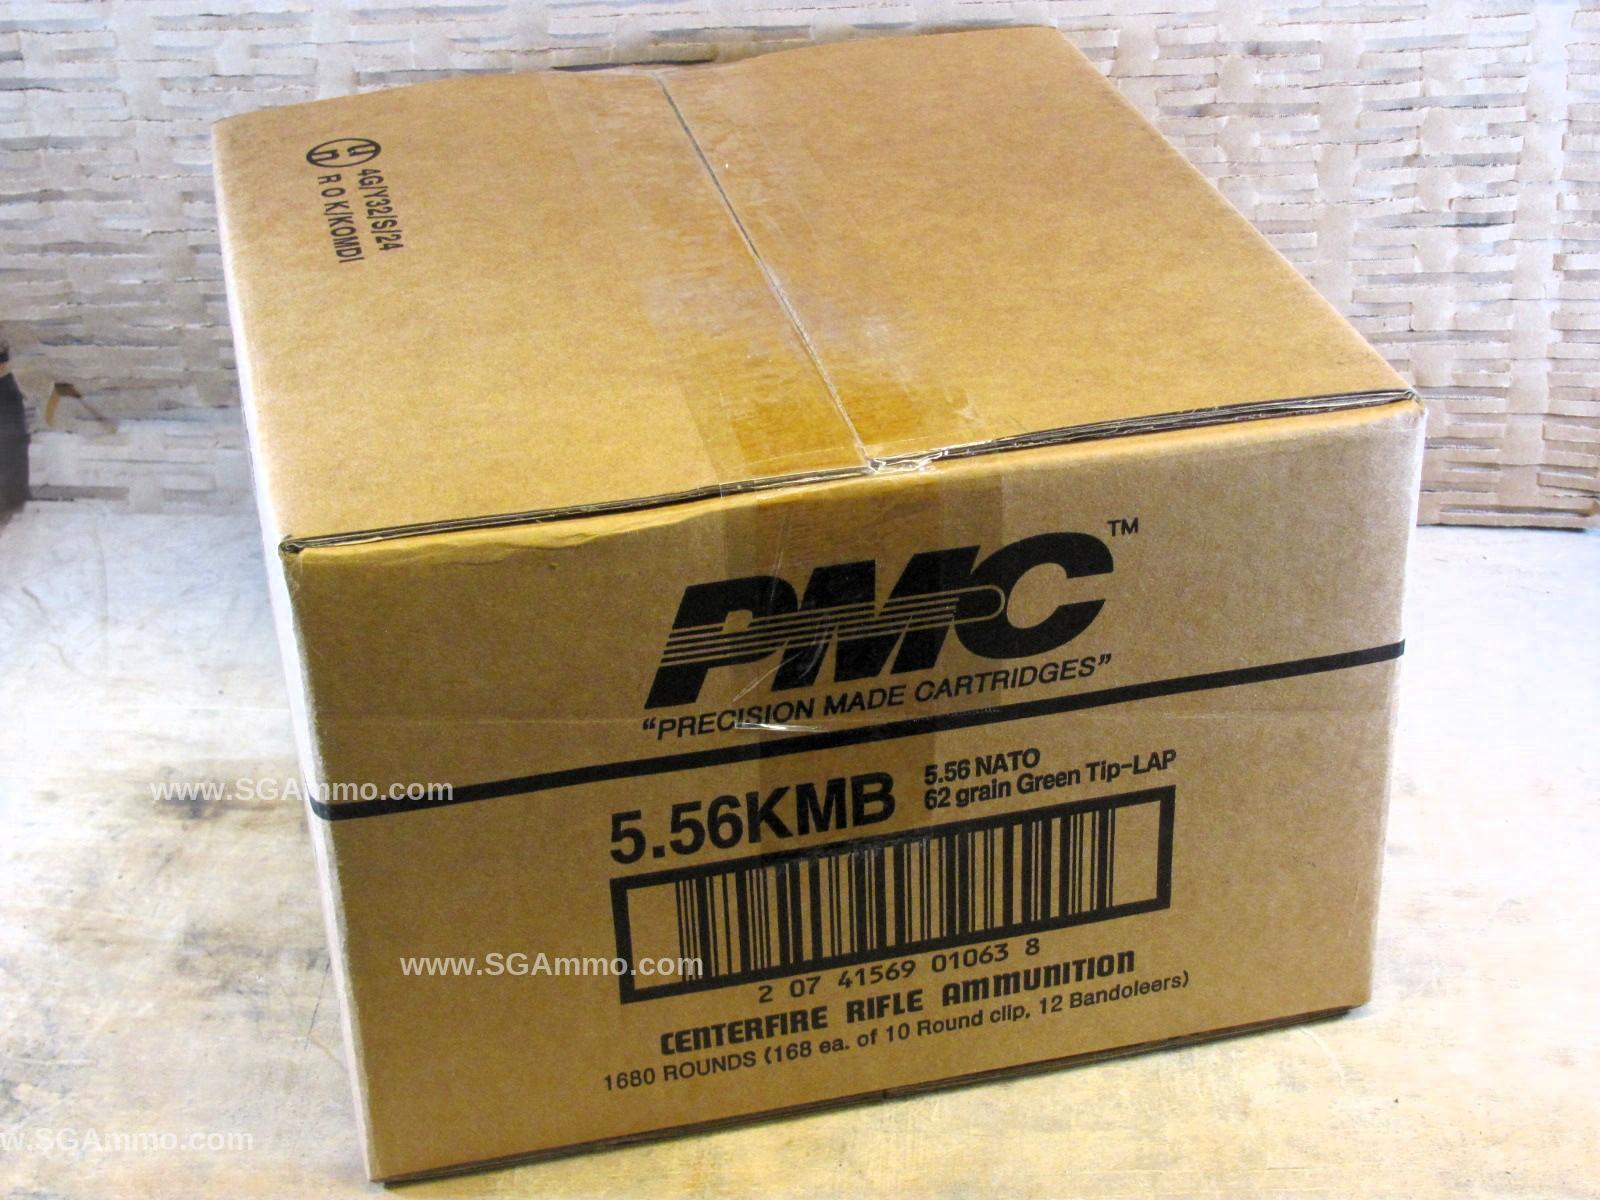 un 4G/Y32/S/24
ROK/KOMDI
PMC™
“PRECISION MADE CARTRIDGES”
5.56KMB
5.56 NATO
62 grain Green Tip-LAP
2 07 41569 01063 8
CENTERFIRE RIFLE AMMUNITION
1680 ROUNDS (168 ea. of 10 Round clip, 12 Bandoleers)
www.SGAmmo.com
www.SGAmmo.com
w.SGAmmo.com